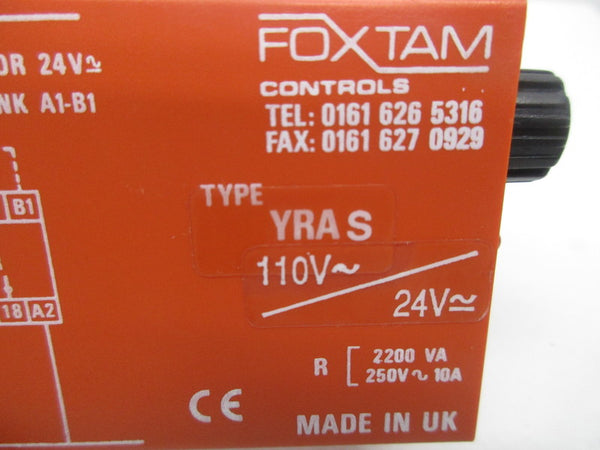 FOXTAM
OR 24V⎓~
CONTROLS
NK A1-B1
TEL: 0161 626 5316
FAX: 0161 627 0929
TYPE
B1
YRA S
110V~
18 A2
24V≃
R
2200 VA
250V~ 10A
CE
MADE IN UK